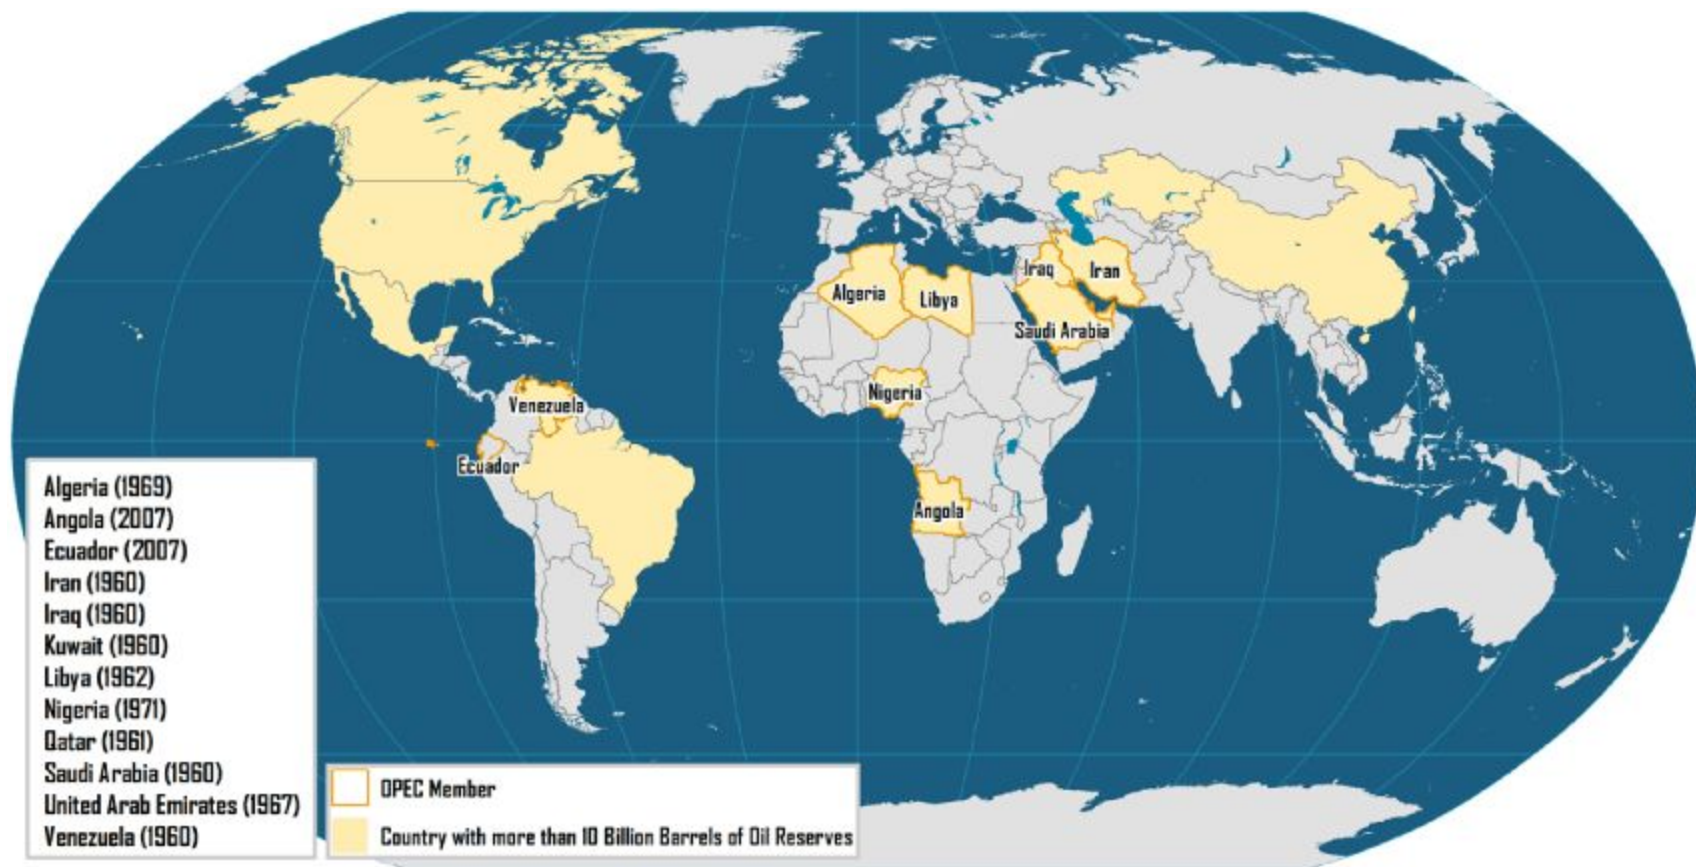 Iraq
Iran
Algeria
Libya
Saudi Arabia
Nigeria
Venezuela
Ecuador
Angola
Algeria (1969)
Angola (2007)
Ecuador (2007)
Iran (1960)
Iraq (1960)
Kuwait (1960)
Libya (1962)
Nigeria (1971)
Qatar (1961)
Saudi Arabia (1960)
United Arab Emirates (1967)
Venezuela (1960)
OPEC Member
Country with more than 10 Billion Barrels of Oil Reserves